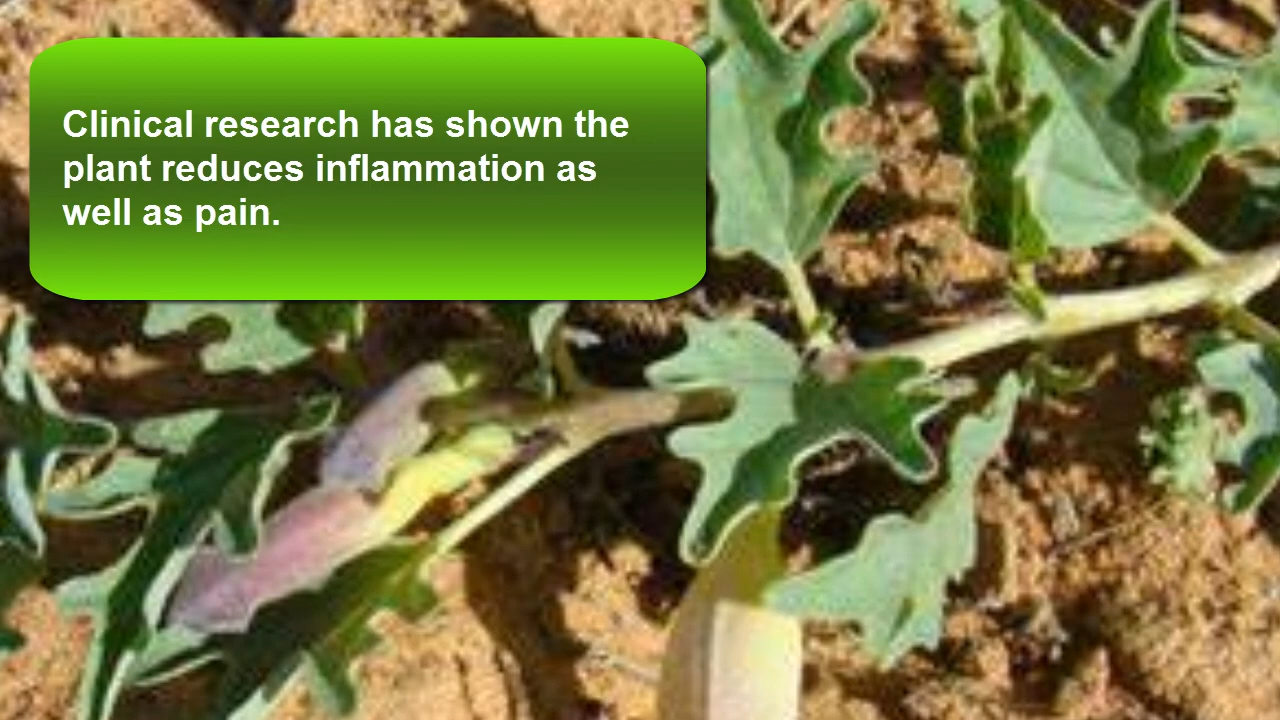 Clinical research has shown the
plant reduces inflammation as
well as pain.